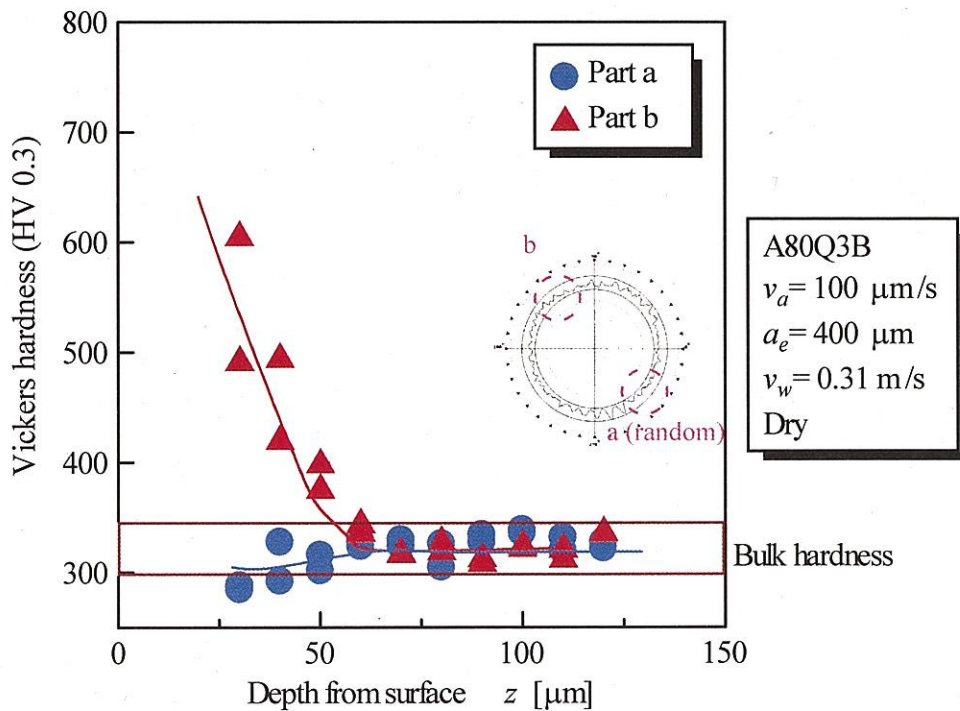 800
700
600
500
400
300
Vickers hardness (HV 0.3)
Part a
Part b
b
a (random)
A80Q3B
vₐ= 100 μm/s
aₑ= 400 μm
v_w= 0.31 m/s
Dry
Bulk hardness
0
50
100
150
Depth from surface z [μm]